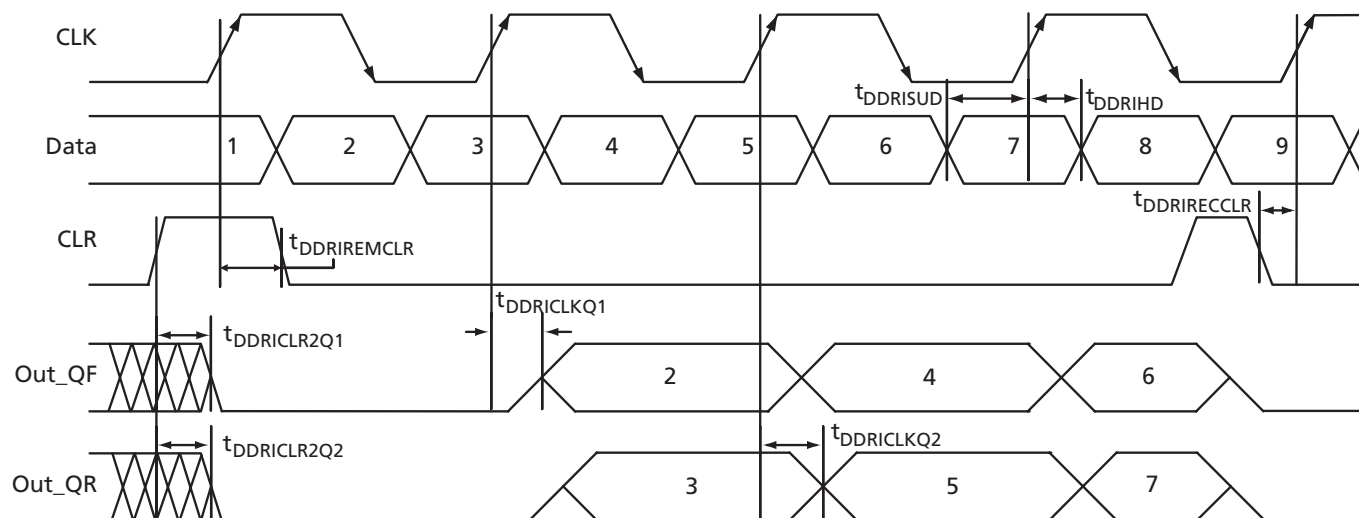 CLK
tDDRISUD
tDDRIHD
Data 1 2 3 4 5 6 7 8 9
tDDRIRECCLR
CLR
tDDRIREMCLR
tDDRICLKQ1
tDDRICLR2Q1
Out_QF 2 4 6
tDDRICLR2Q2
tDDRICLKQ2
Out_QR 3 5 7